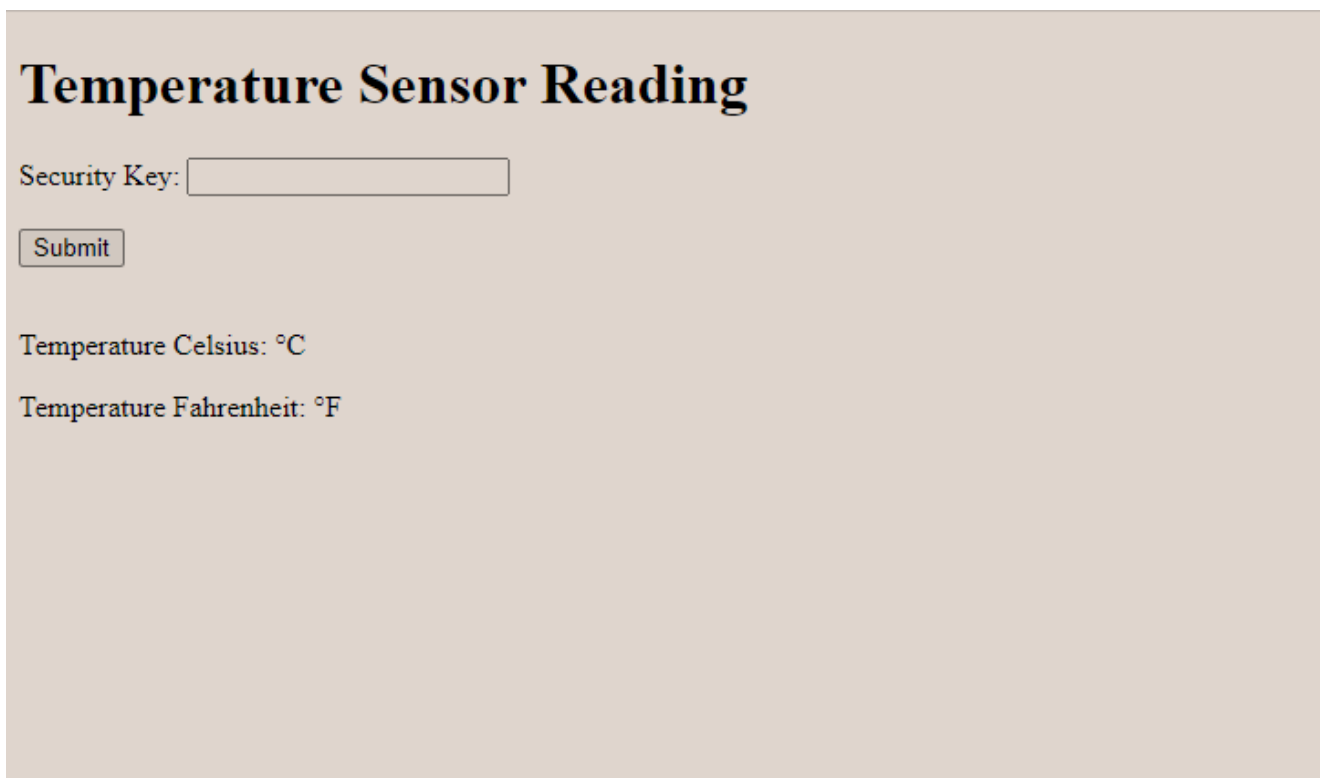 Temperature Sensor Reading
Security Key:
Submit
Temperature Celsius: °C
Temperature Fahrenheit: °F